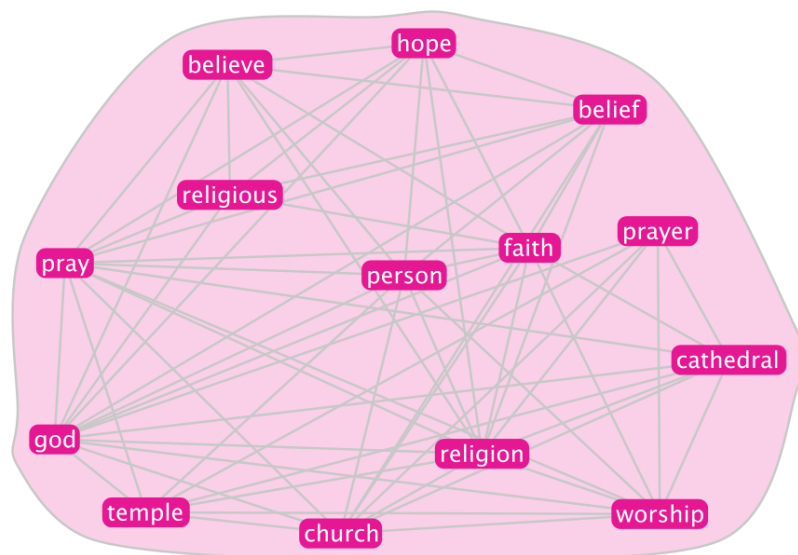 hope
believe
belief
religious
prayer
faith
pray
person
cathedral
god
religion
temple
worship
church